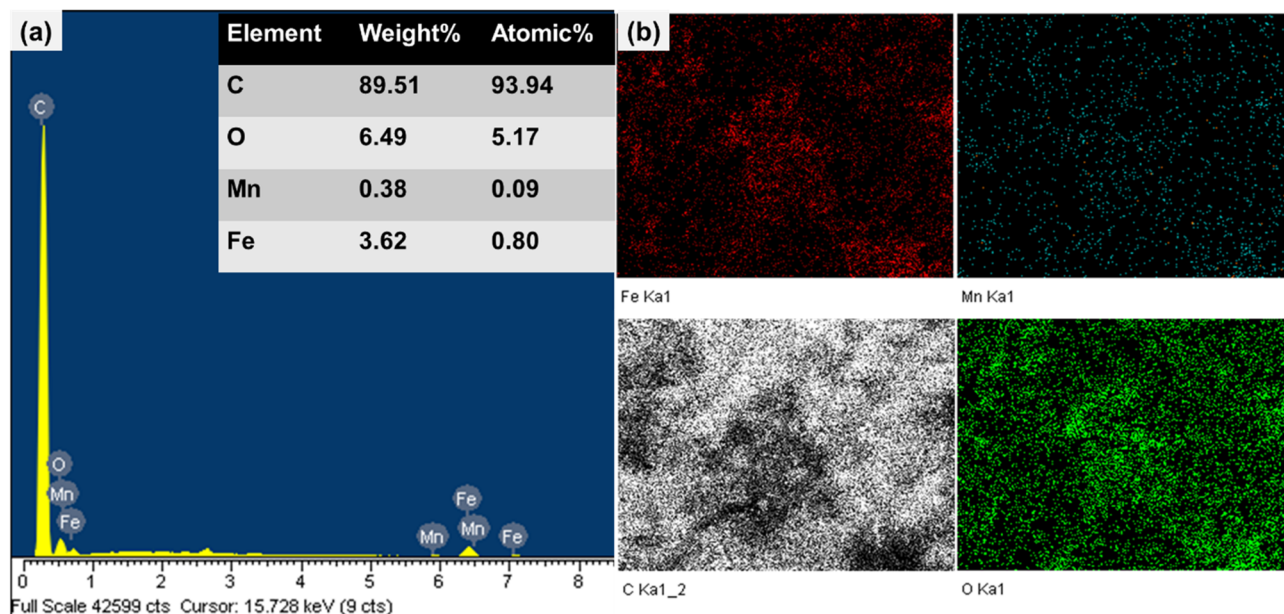 (a)
Element Weight% Atomic%
C 89.51 93.94
O 6.49 5.17
Mn 0.38 0.09
Fe 3.62 0.80
C
O
Mn
Fe
Fe
Mn
Mn
Fe
0 1 2 3 4 5 6 7 8
Full Scale 42599 cts Cursor: 15.728 keV (9 cts)
(b)
Fe Ka1
Mn Ka1
C Ka1_2
O Ka1